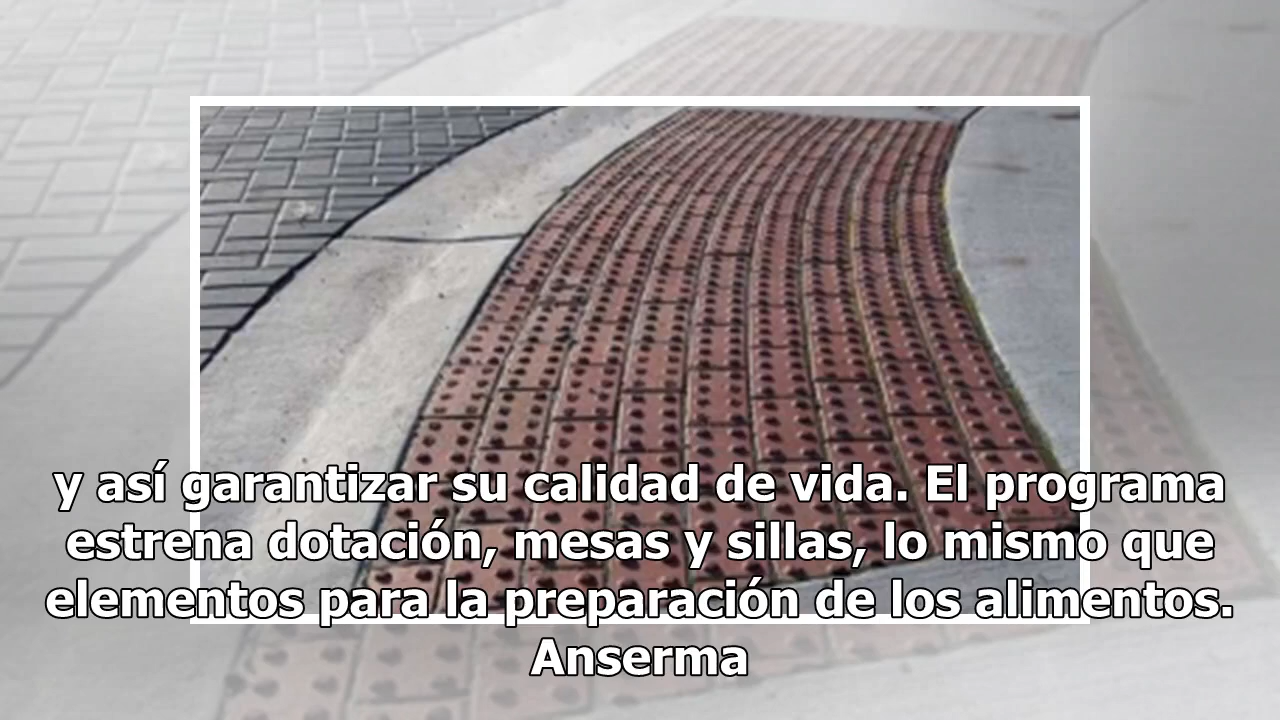 y así garantizar su calidad de vida. El programa
estrena dotación, mesas y sillas, lo mismo que
elementos para la preparación de los alimentos.
Anserma